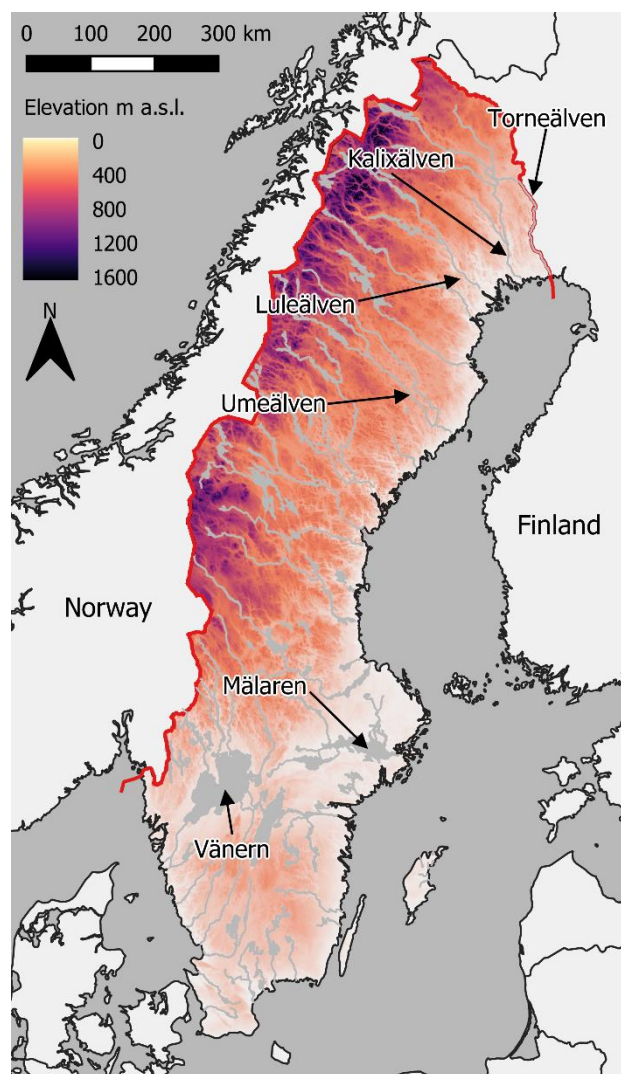 0 100 200 300 km
Elevation m a.s.l.
0
400
800
1200
1600
N
Torneälven
Kalixälven
Luleälven
Umeälven
Finland
Norway
Mälaren
Vänern